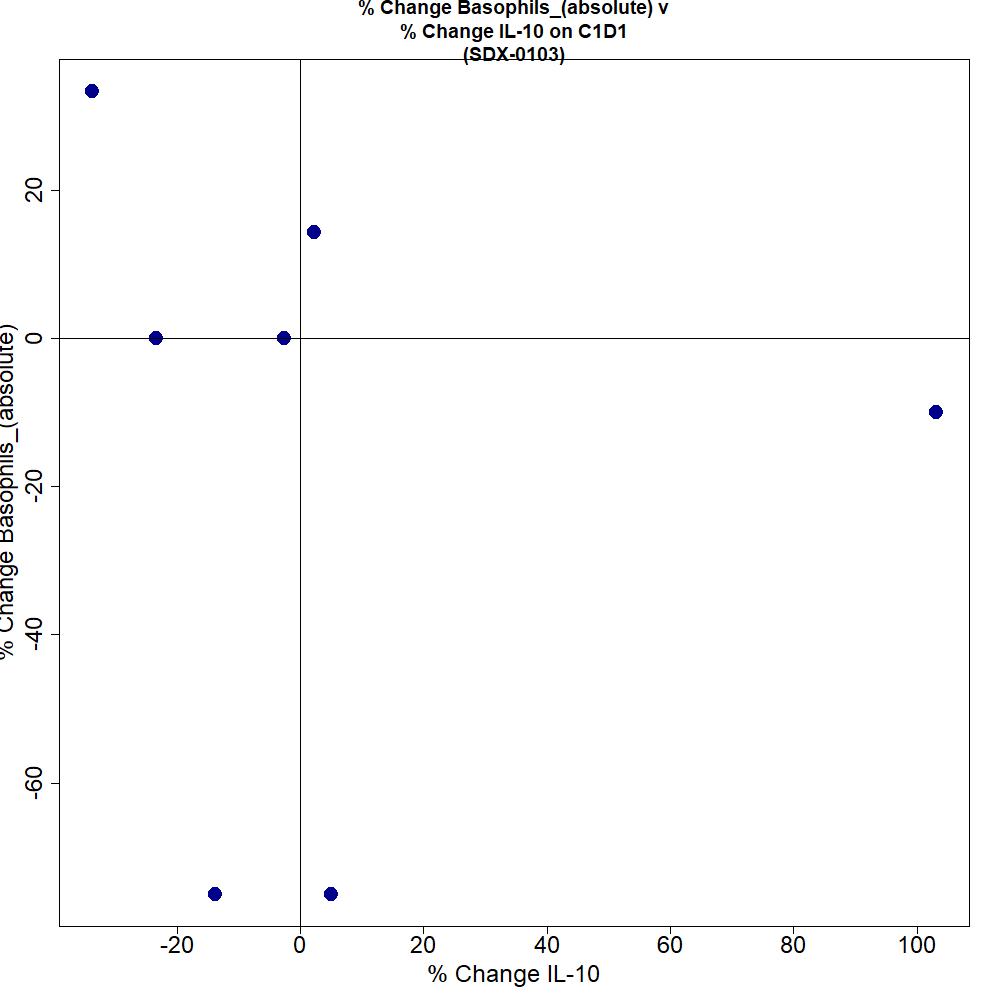 % Change Basophils_(absolute) v
% Change IL-10 on C1D1
(SDX-0103)
% Change Basophils_(absolute)
20
0
-20
-40
-60
-20
0
20
40
60
80
100
% Change IL-10